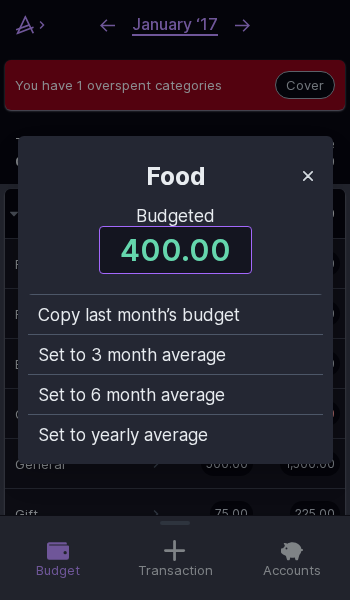 January ‘17
You have 1 overspent categories
Cover
Food
Budgeted
400.00
Copy last month’s budget
Set to 3 month average
Set to 6 month average
Set to yearly average
General
500.00
1,500.00
Gift
75.00
225.00
Budget
Transaction
Accounts